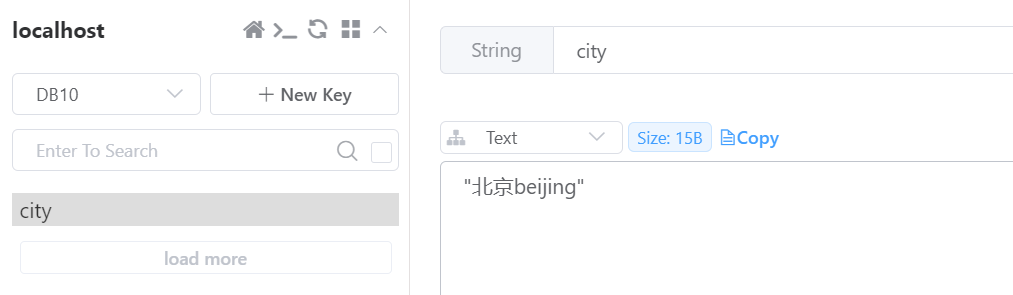 localhost
DB10
New Key
Enter To Search
city
load more
String
city
Text
Size: 15B
Copy
"北京beijing"